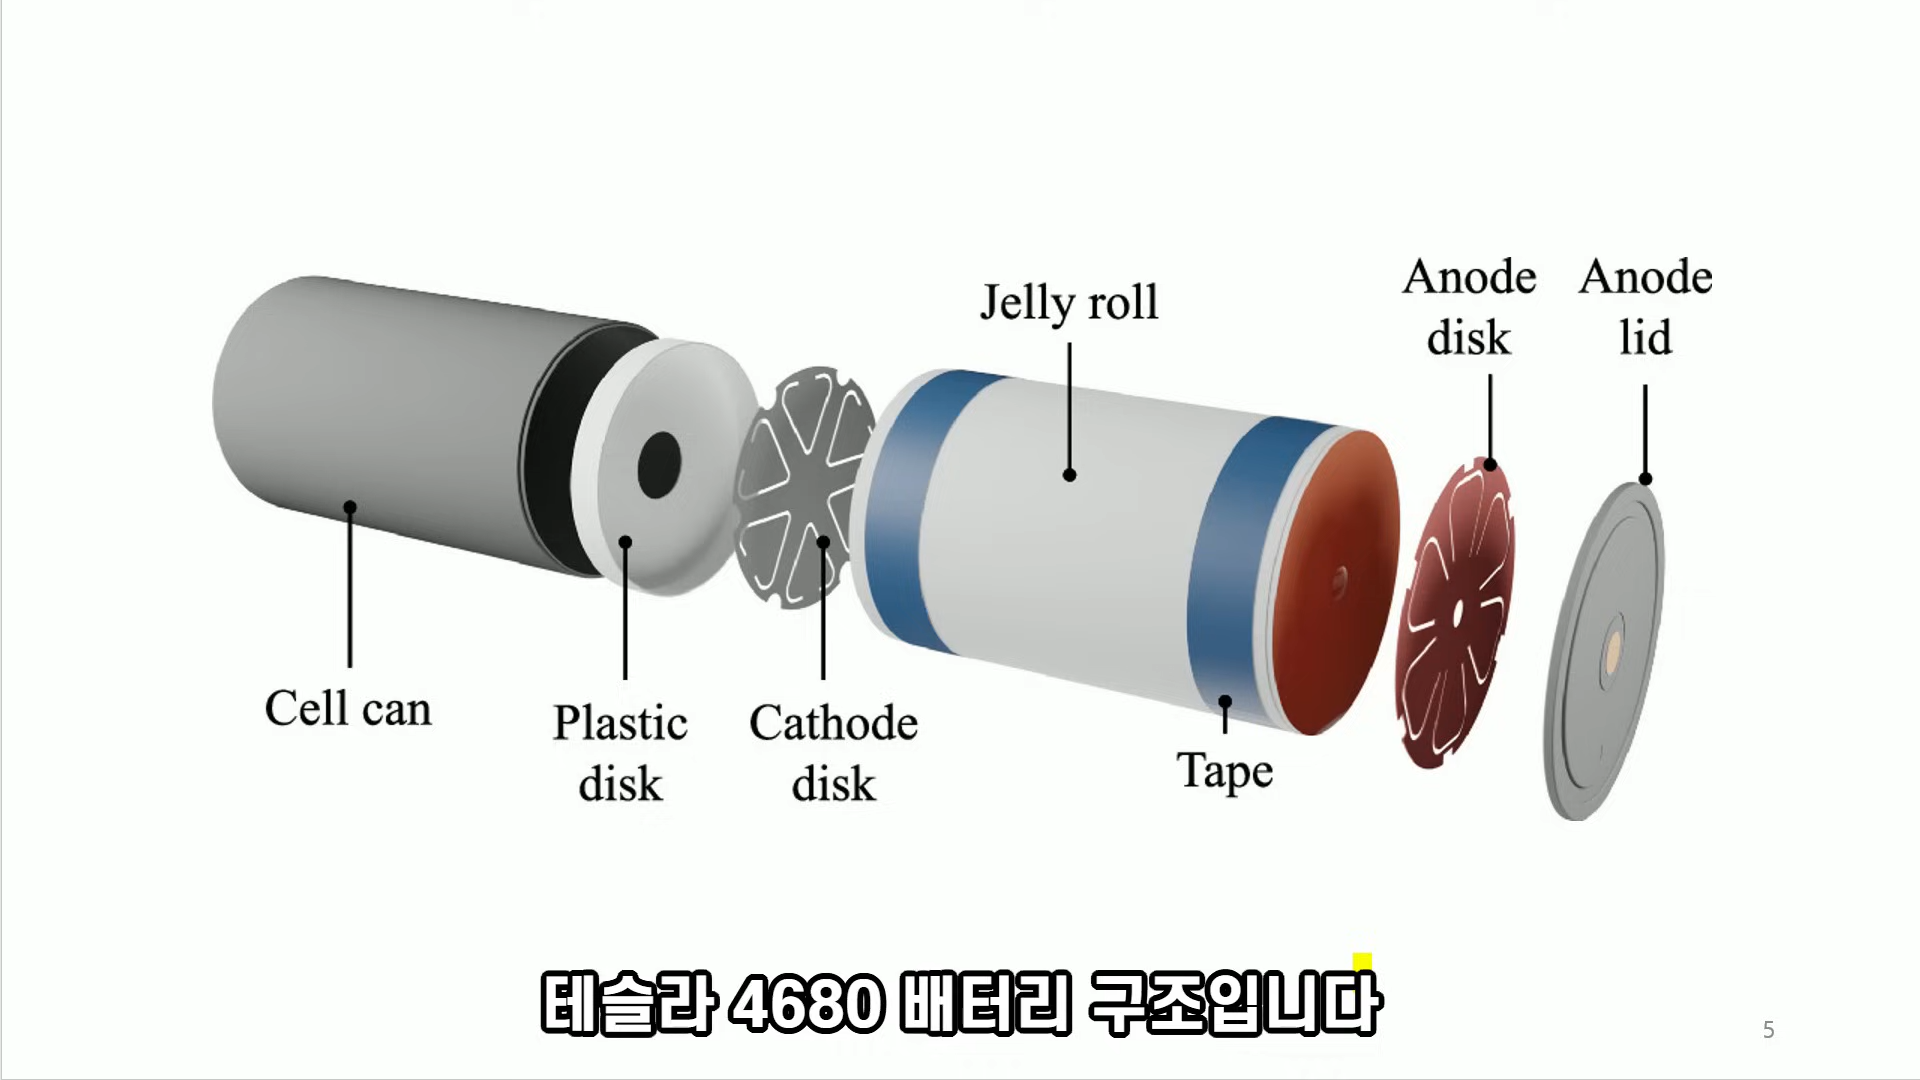 Jelly roll
Anode
disk
Anode
lid
Cell can
Plastic
disk
Cathode
disk
Tape
테슬라 4680 배터리 구조입니다
5